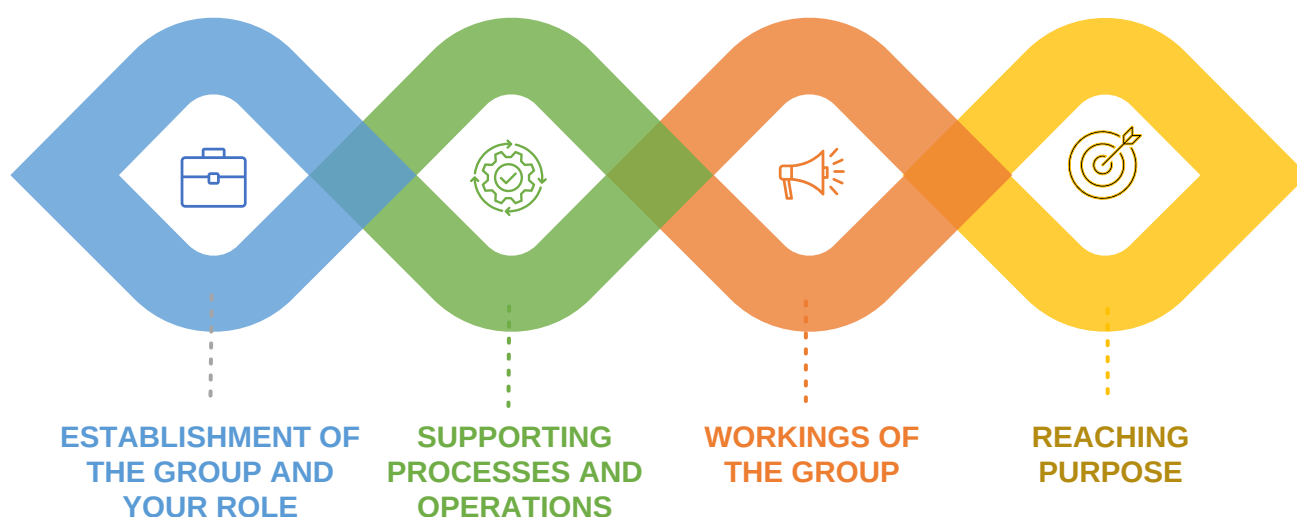 ESTABLISHMENT OF
THE GROUP AND
YOUR ROLE
SUPPORTING
PROCESSES AND
OPERATIONS
WORKINGS OF
THE GROUP
REACHING
PURPOSE